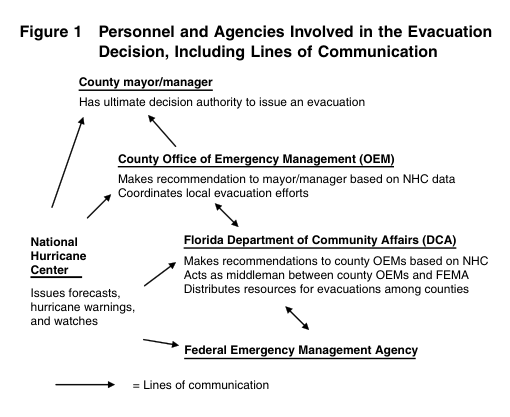 Figure 1 Personnel and Agencies Involved in the Evacuation
Decision, Including Lines of Communication
County mayor/manager
Has ultimate decision authority to issue an evacuation
County Office of Emergency Management (OEM)
Makes recommendation to mayor/manager based on NHC data
Coordinates local evacuation efforts
National
Hurricane
Center
Issues forecasts,
hurricane warnings,
and watches
Florida Department of Community Affairs (DCA)
Makes recommendations to county OEMs based on NHC
Acts as middleman between county OEMs and FEMA
Distributes resources for evacuations among counties
Federal Emergency Management Agency
= Lines of communication